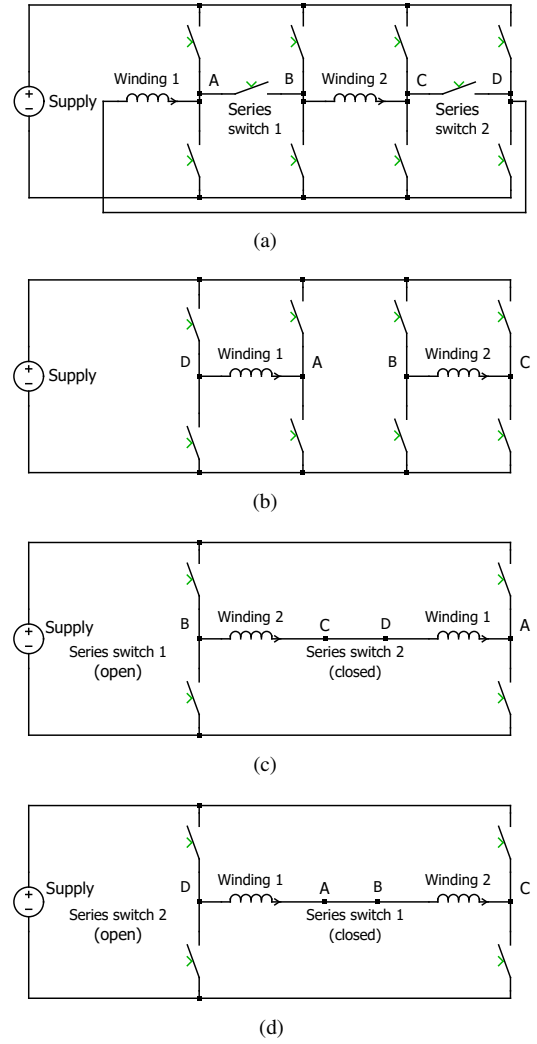 Winding 1
A
B
Winding 2
C
D
Supply
Series
switch 1
Series
switch 2
(a)
D
Winding 1
A
B
Winding 2
C
Supply
(b)
Supply
B
Winding 2
C
D
Winding 1
A
Series switch 1
(open)
Series switch 2
(closed)
(c)
Supply
D
Winding 1
A
B
Winding 2
C
Series switch 2
(open)
Series switch 1
(closed)
(d)